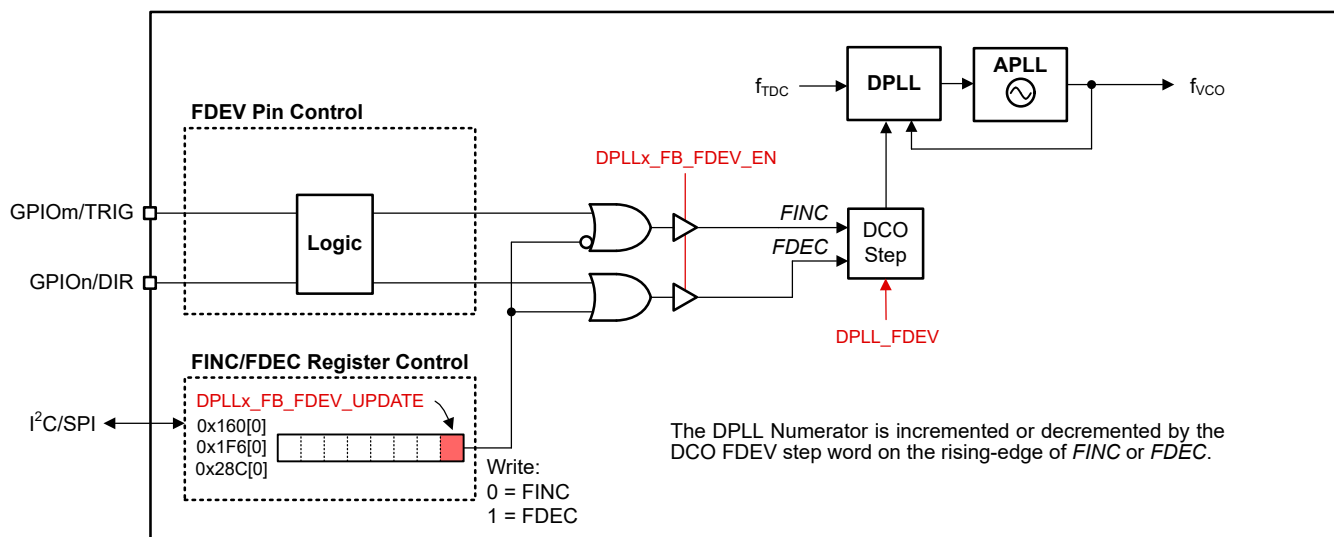 f_TDC
DPLL
APLL
f_VCO
FDEV Pin Control
DPLLx_FB_FDEV_EN
GPIOm/TRIG
Logic
FINC
FDEC
DCO
Step
GPIOn/DIR
DPLL_FDEV
FINC/FDEC Register Control
DPLLx_FB_FDEV_UPDATE
I²C/SPI
0x160[0]
0x1F6[0]
0x28C[0]
Write:
0 = FINC
1 = FDEC
The DPLL Numerator is incremented or decremented by the
DCO FDEV step word on the rising-edge of FINC or FDEC.